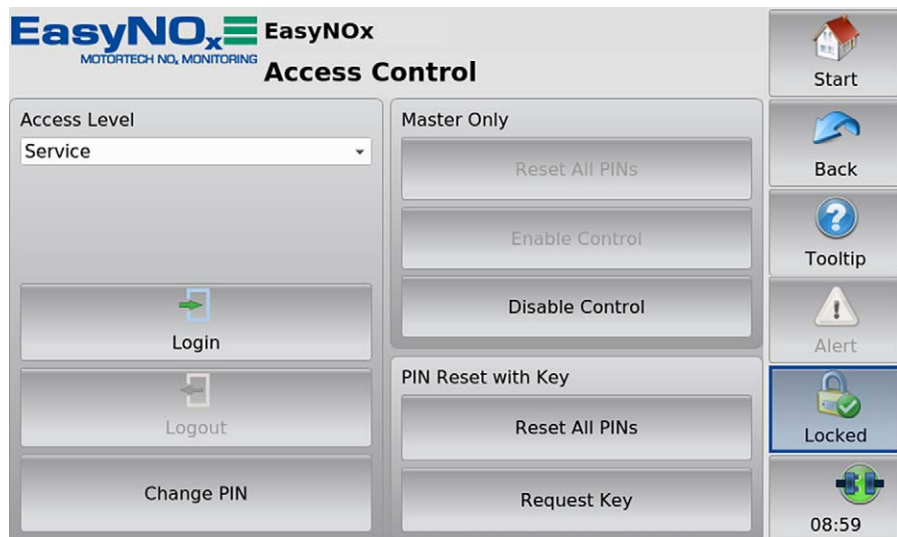 EasyNOx EasyNOx
MOTORTECH NOx MONITORING
Access Control
Access Level
Service
Login
Logout
Change PIN
Master Only
Reset All PINs
Enable Control
Disable Control
PIN Reset with Key
Reset All PINs
Request Key
Start
Back
Tooltip
Alert
Locked
08:59